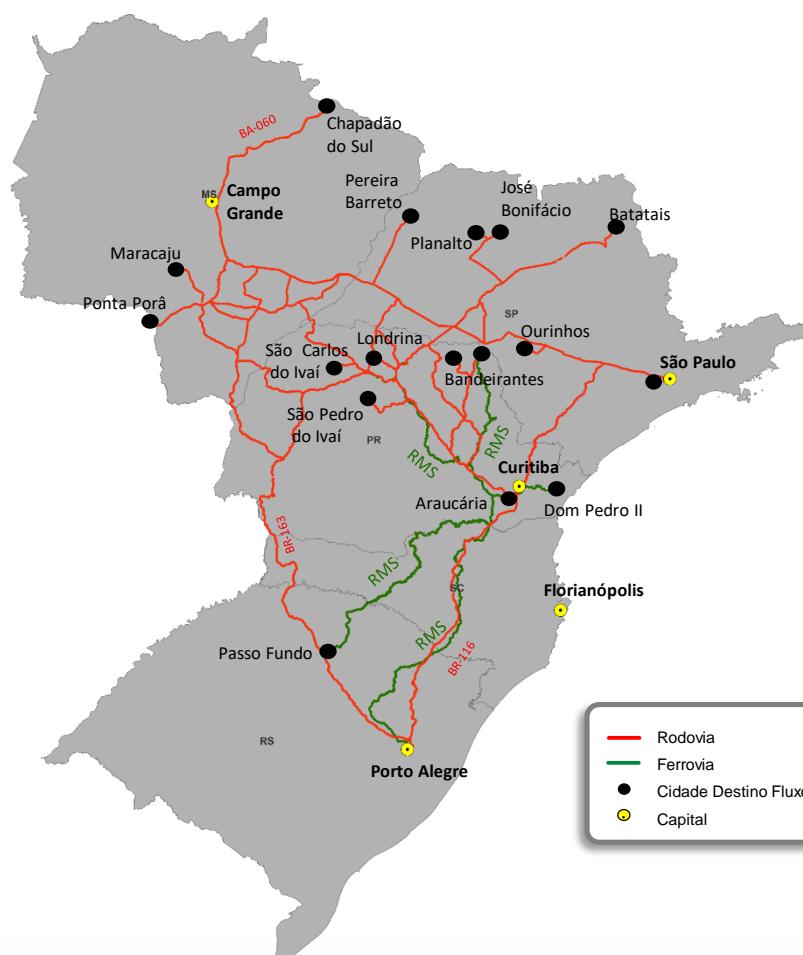 BA-060
Chapadão
do Sul
MS
Campo
Grande
Pereira
Barreto
José
Bonifácio
Planalto
Batatais
Maracaju
Ponta Porâ
SP
Ourinhos
São Carlos
do Ivaí
Londrina
Bandeirantes
São Paulo
São Pedro
do Ivaí
PR
RMS
RMS
Curitiba
Araucária
Dom Pedro II
BR-163
RMS
SC
Florianópolis
RMS
BR-116
Passo Fundo
RS
Porto Alegre
Rodovia
Ferrovia
Cidade Destino Fluxo
Capital